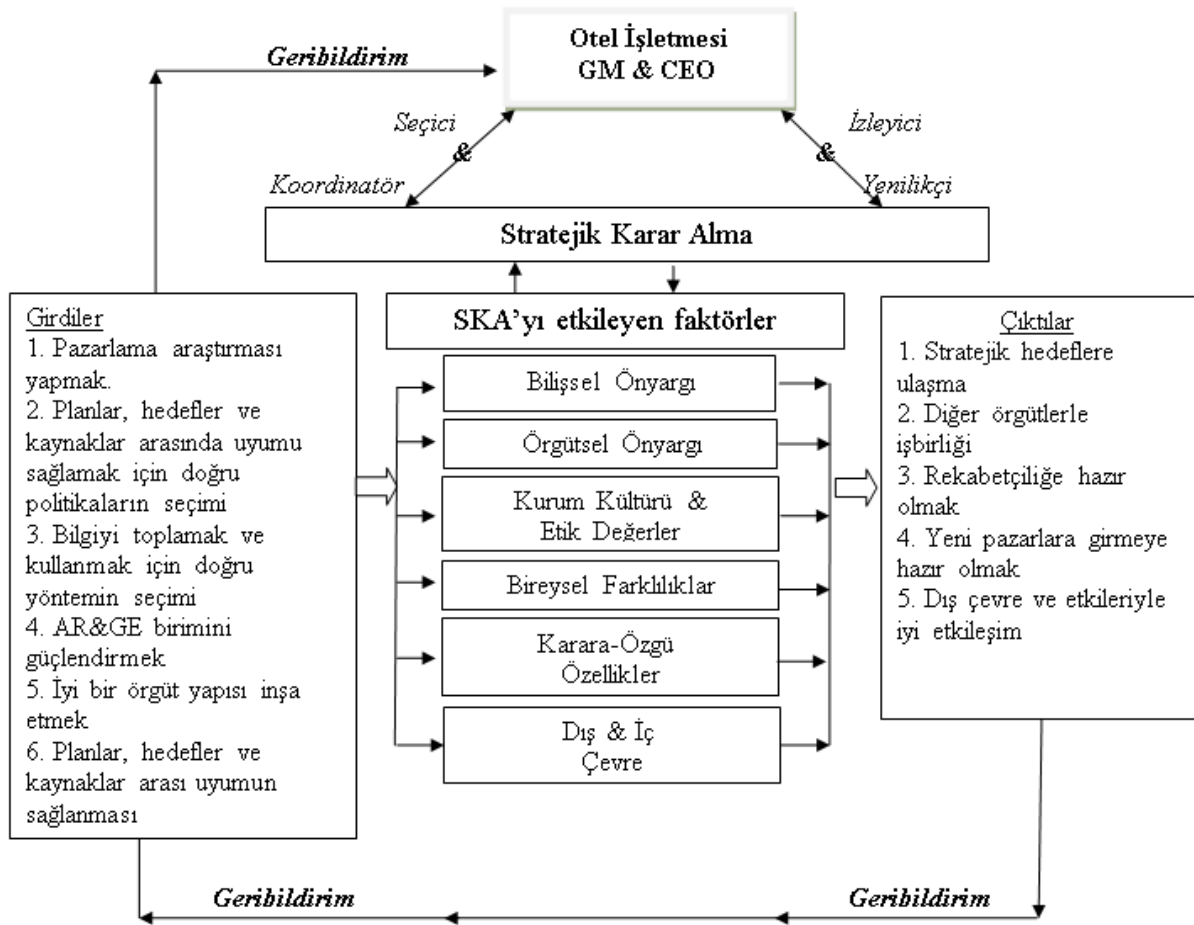 Otel İşletmesi
GM & CEO
Geribildirim
Seçici
&
Koordinatör
İzleyici
&
Yenilikçi
Stratejik Karar Alma
Girdiler
1. Pazarlama araştırması
yapmak.
2. Planlar, hedefler ve
kaynaklar arasında uyumu
sağlamak için doğru
politikaların seçimi
3. Bilgiyi toplamak ve
kullanmak için doğru
yöntemin seçimi
4. AR&GE birimini
güçlendirmek
5. İyi bir örgüt yapısı inşa
etmek
6. Planlar, hedefler ve
kaynaklar arası uyumun
sağlanması
SKA’yı etkileyen faktörler
Bilişsel Önyargı
Örgütsel Önyargı
Kurum Kültürü &
Etik Değerler
Bireysel Farklılıklar
Karara-Özgü
Özellikler
Dış & İç
Çevre
Çıktılar
1. Stratejik hedeflere
ulaşma
2. Diğer örgütlerle
işbirliği
3. Rekabetçiliğe hazır
olmak
4. Yeni pazarlara girmeye
hazır olmak
5. Dış çevre ve etkileriyle
iyi etkileşim
Geribildirim
Geribildirim